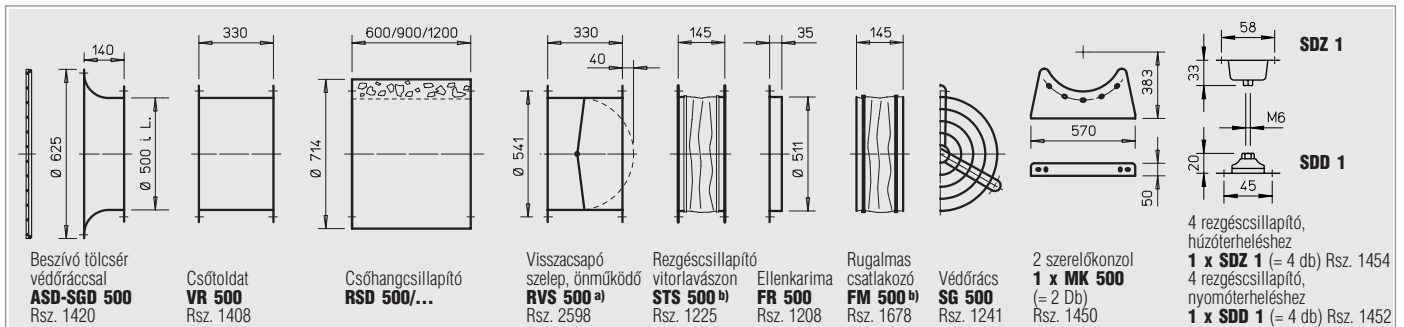 140
Ø 625
Ø 500 i. L.
Beszívó tölcsér
védőráccsal
ASD-SGD 500
Rsz. 1420
330
Csőtoldat
VR 500
Rsz. 1408
600/900/1200
Ø 714
Csőhangcsillapító
RSD 500/...
330
40
Ø 541
Visszacsapó
szelep, önműködő
RVS 500 a)
Rsz. 2598
145
Rezgéscsillapító
vitorlavászon
STS 500 b)
Rsz. 1225
35
Ø 511
Ellenkarima
FR 500
Rsz. 1208
145
Rugalmas
csatlakozó
FM 500 b)
Rsz. 1678
Védőrács
SG 500
Rsz. 1241
383
570
50
2 szerelőkonzol
1 x MK 500
(= 2 Db)
Rsz. 1450
58
SDZ 1
33
M6
20
SDD 1
45
4 rezgéscsillapító,
húzóterheléshez
1 x SDZ 1 (= 4 db) Rsz. 1454
4 rezgéscsillapító,
nyomóterheléshez
1 x SDD 1 (= 4 db) Rsz. 1452